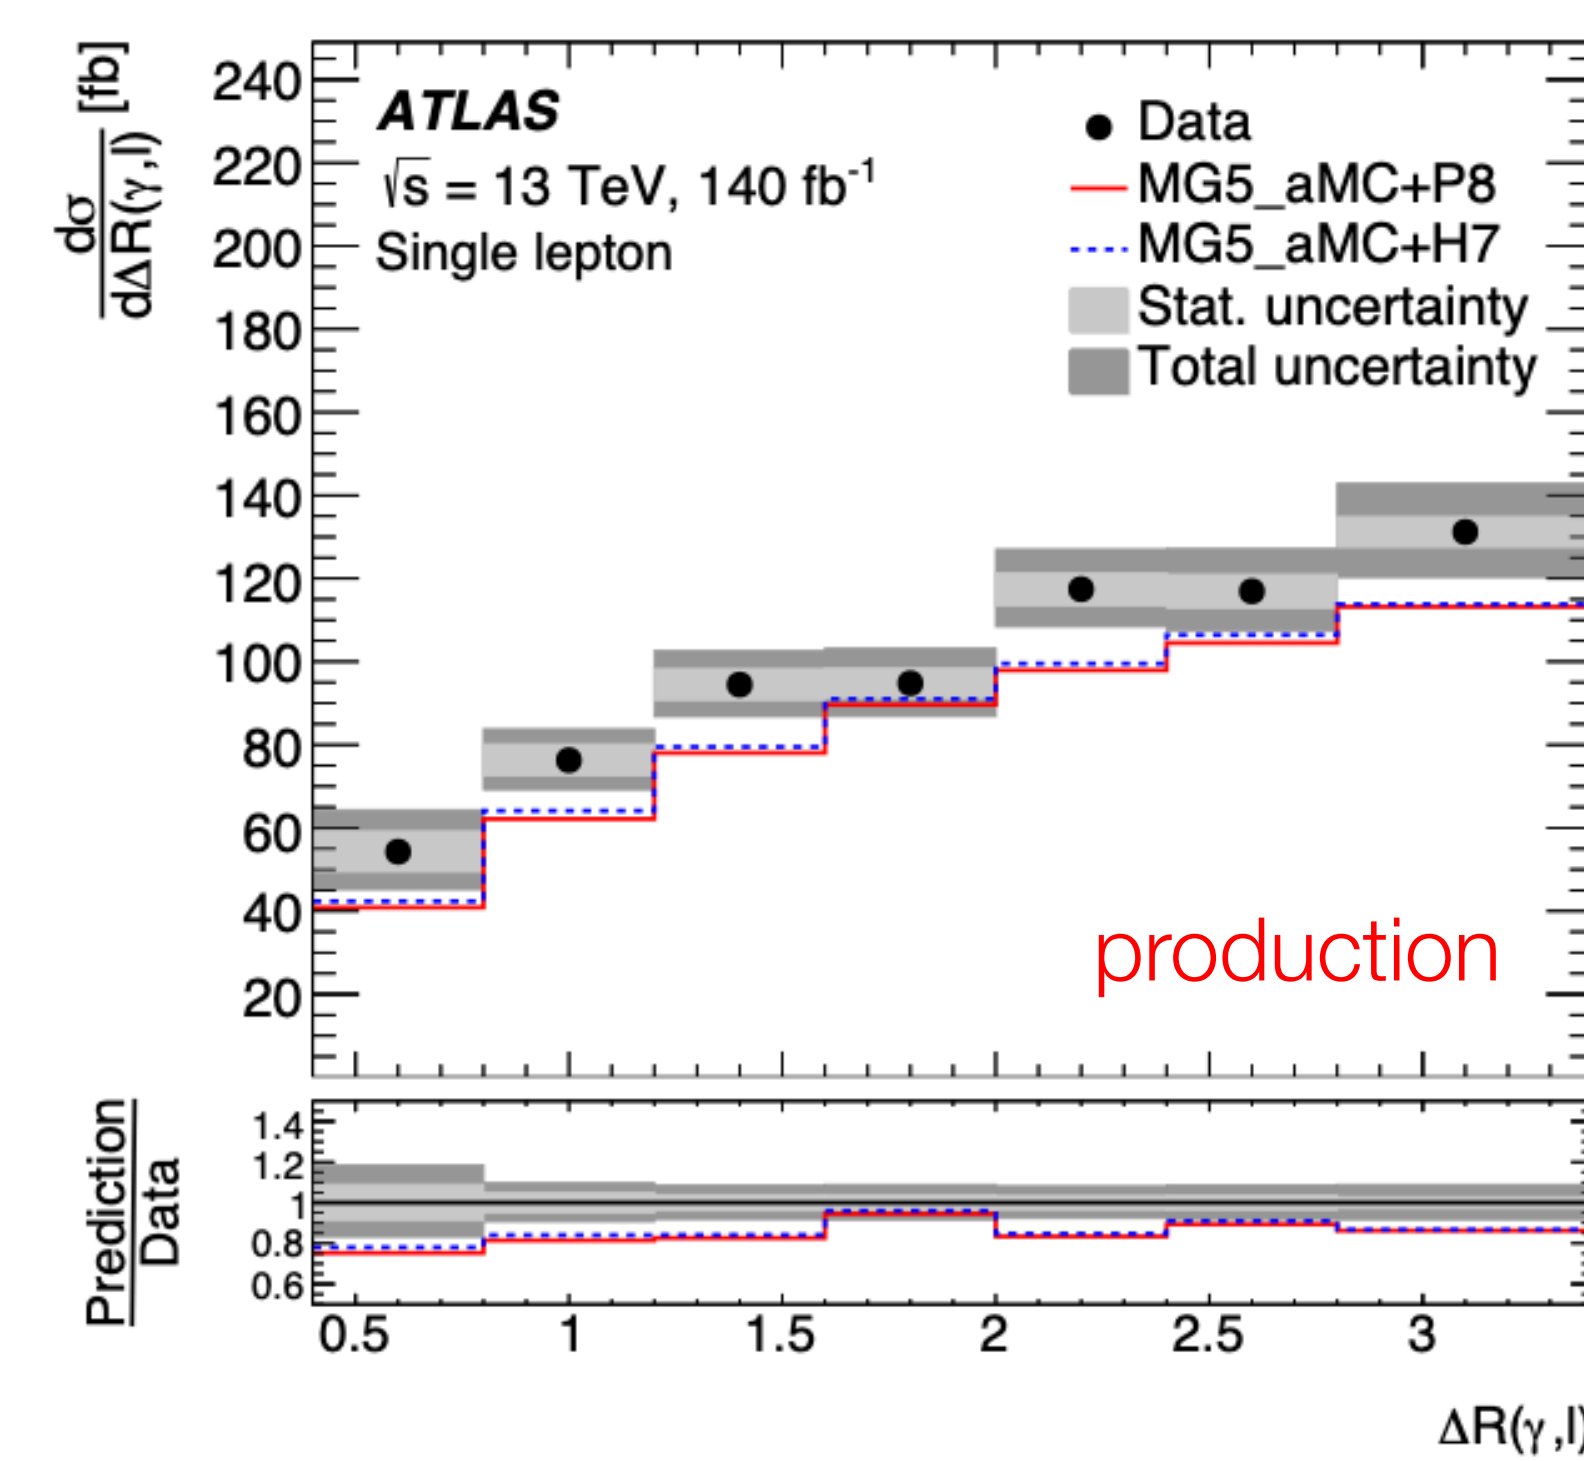 dσ
dΔR(γ,l)
[fb]
240
220
200
180
160
140
120
100
80
60
40
20
ATLAS
√s = 13 TeV, 140 fb-1
Single lepton
Data
MG5_aMC+P8
MG5_aMC+H7
Stat. uncertainty
Total uncertainty
production
Prediction
Data
1.4
1.2
1
0.8
0.6
0.5 1 1.5 2 2.5 3
ΔR(γ,l)